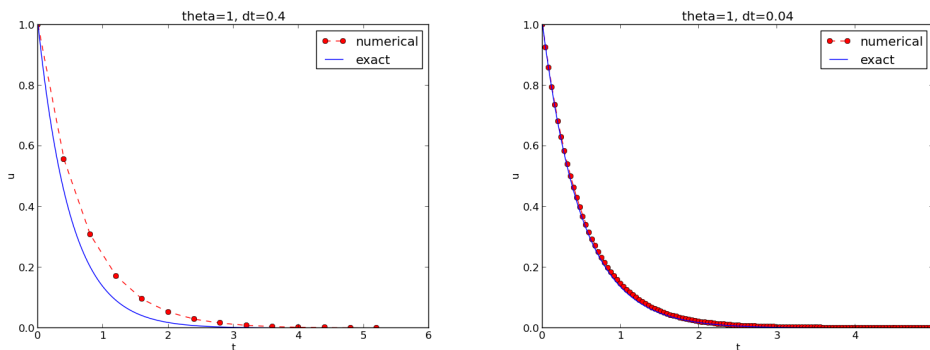 theta=1, dt=0.4
1.0
0.8
0.6
0.4
0.2
0.0
u
numerical
exact
0 1 2 3 4 5 6
t
theta=1, dt=0.04
1.0
0.8
0.6
0.4
0.2
0.0
u
numerical
exact
0 1 2 3 4
t